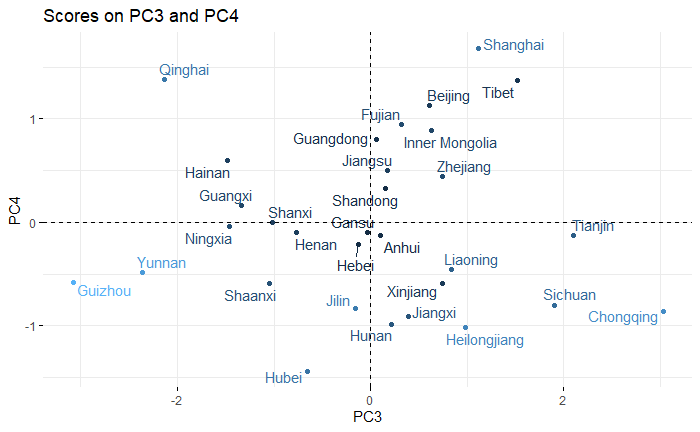 Scores on PC3 and PC4
Shanghai
Qinghai
Tibet
Beijing
Fujian
1
Guangdong
Inner Mongolia
Jiangsu
Zhejiang
Hainan
Guangxi
Shandong
Shanxi
PC4
0
Gansu
Tianjin
Ningxia
Henan
Anhui
Yunnan
Hebei
Liaoning
Guizhou
Shaanxi
Xinjiang
Sichuan
Jilin
Jiangxi
Chongqing
-1
Hunan
Heilongjiang
Hubei
-2
0
2
PC3